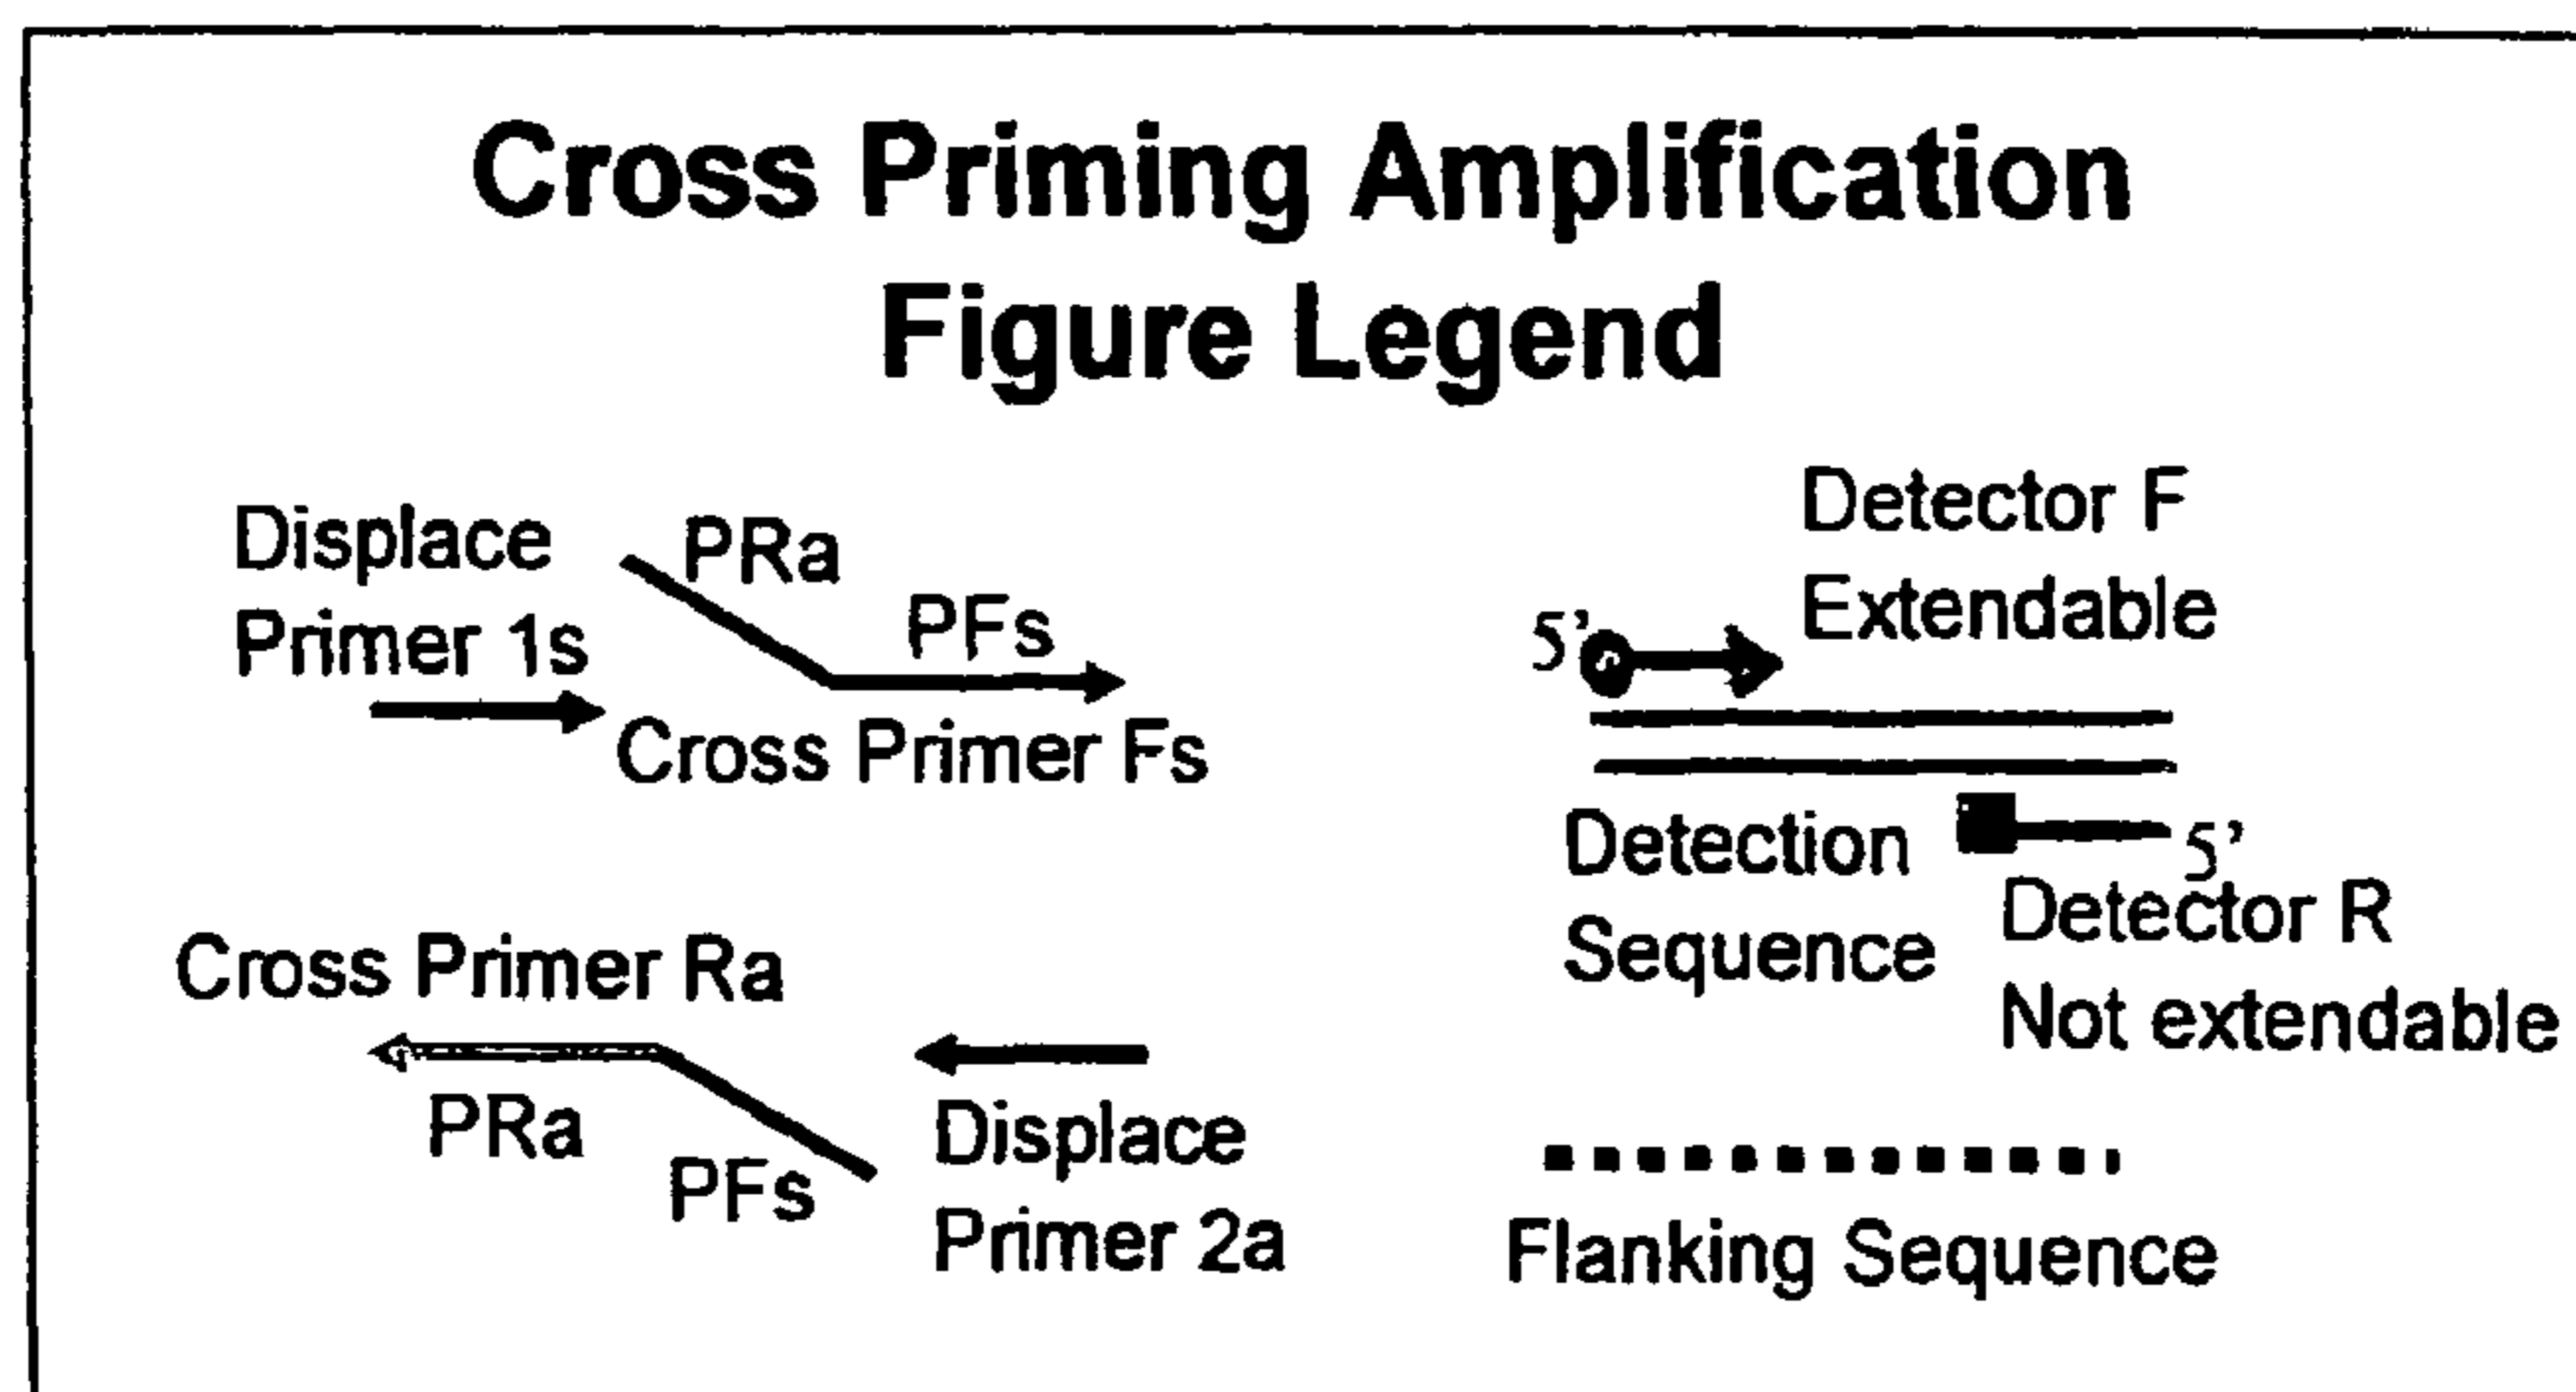 Cross Priming Amplification
Figure Legend
Displace
Primer 1s
PRa
PFs
Cross Primer Fs
Detector F
Extendable
5’
Detection
Sequence
5’
Detector R
Not extendable
Cross Primer Ra
PRa
PFs
Displace
Primer 2a
Flanking Sequence